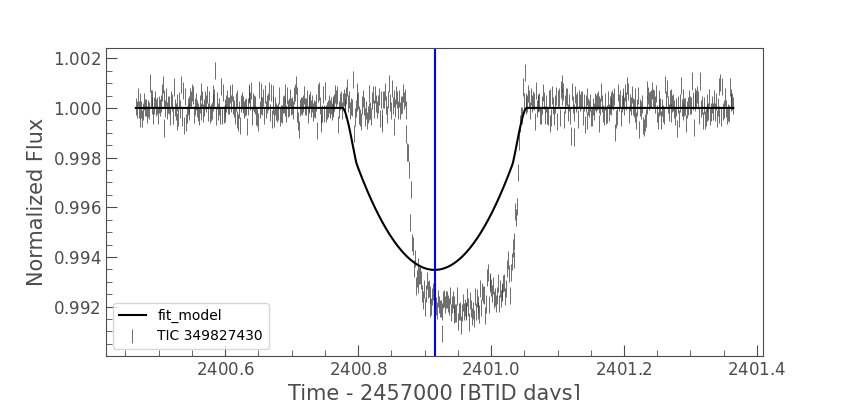 Normalized Flux
1.002
1.000
0.998
0.996
0.994
0.992
fit_model
TIC 349827430
2400.6 2400.8 2401.0 2401.2 2401.4
Time - 2457000 [BTJD days]